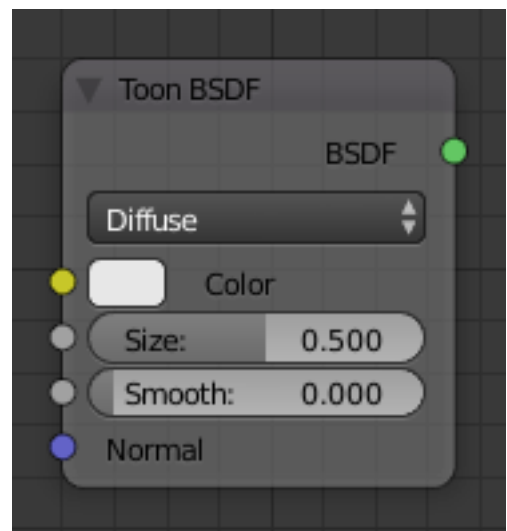 Toon BSDF
BSDF
Diffuse
Color
Size: 0.500
Smooth: 0.000
Normal